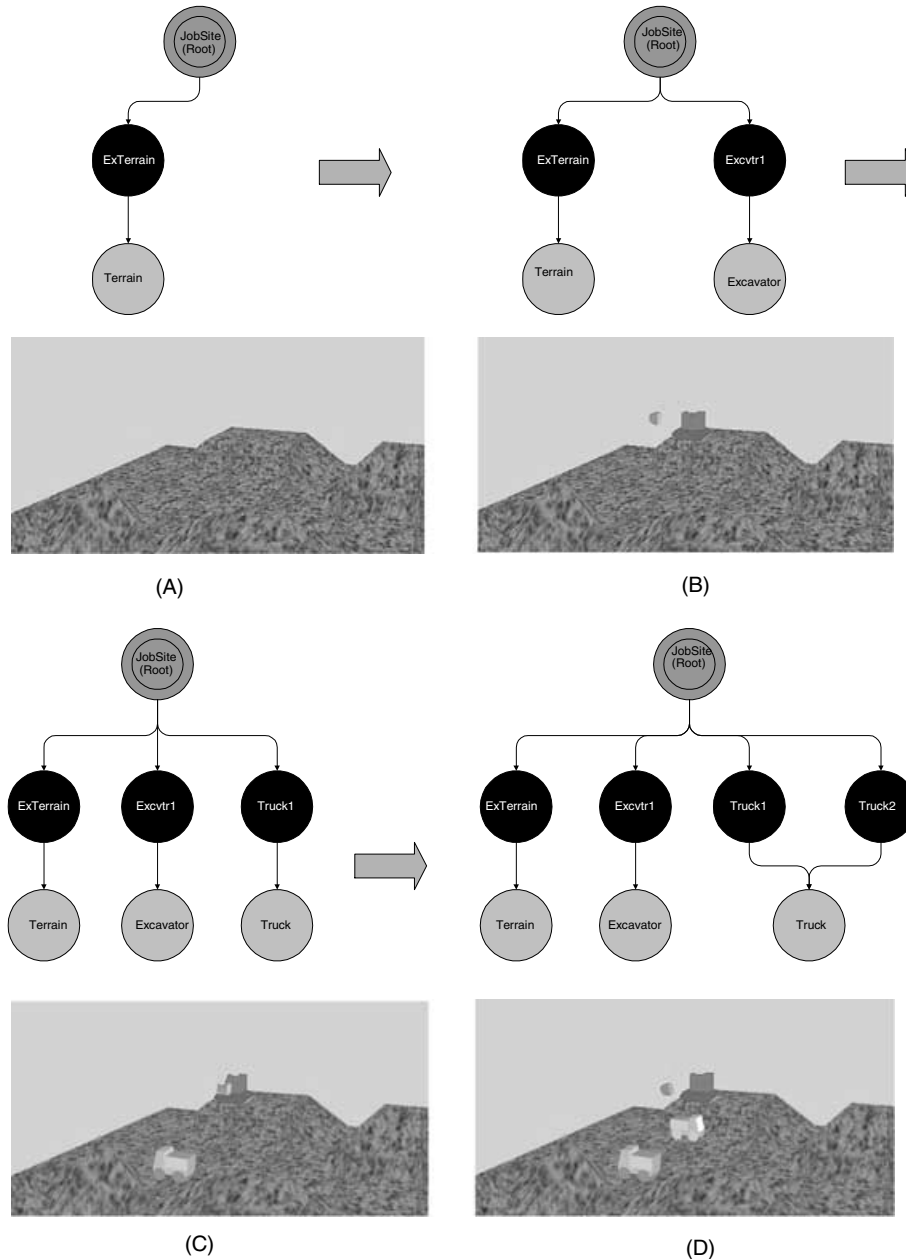 JobSite
(Root)
ExTerrain
Terrain
JobSite
(Root)
ExTerrain
Excvtr1
Terrain
Excavator
(A)
(B)
JobSite
(Root)
ExTerrain
Excvtr1
Truck1
Terrain
Excavator
Truck
JobSite
(Root)
ExTerrain
Excvtr1
Truck1
Truck2
Terrain
Excavator
Truck
(C)
(D)